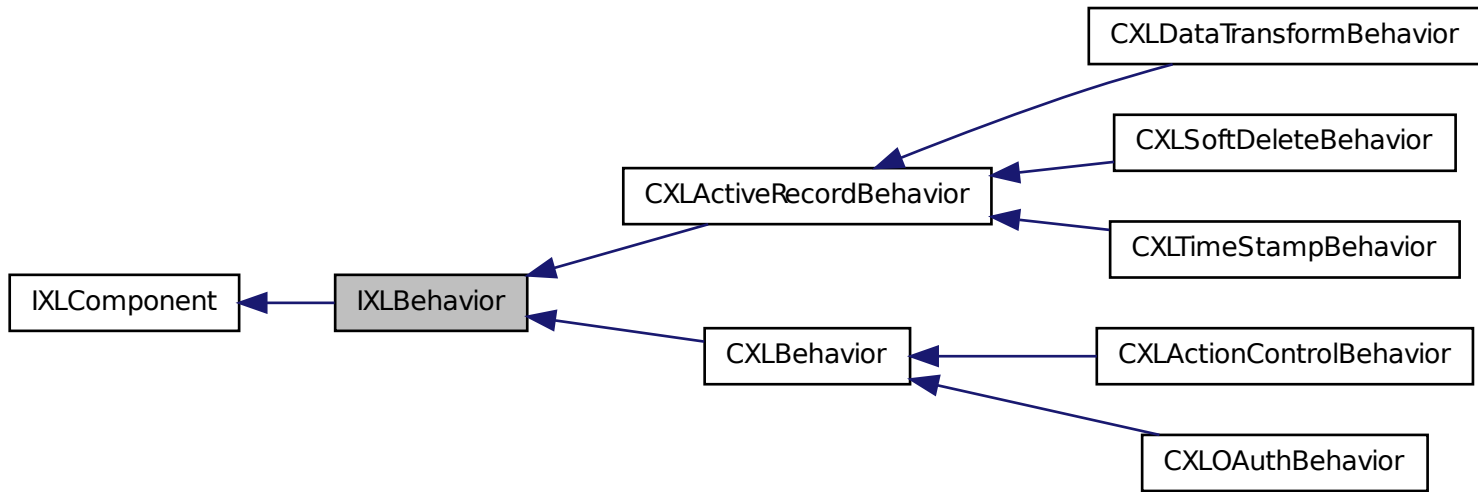 CXLDataTransformBehavior
CXLSoftDeleteBehavior
CXLActiveRecordBehavior
CXLTimeStampBehavior
IXLComponent
IXLBehavior
CXLBehavior
CXLActionControlBehavior
CXLOAuthBehavior